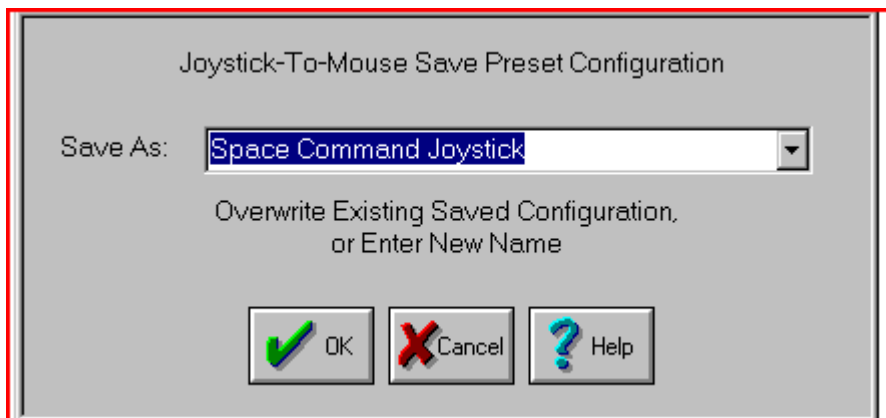 Joystick-To-Mouse Save Preset Configuration
Save As: Space Command Joystick
Overwrite Existing Saved Configuration,
or Enter New Name
OK Cancel Help